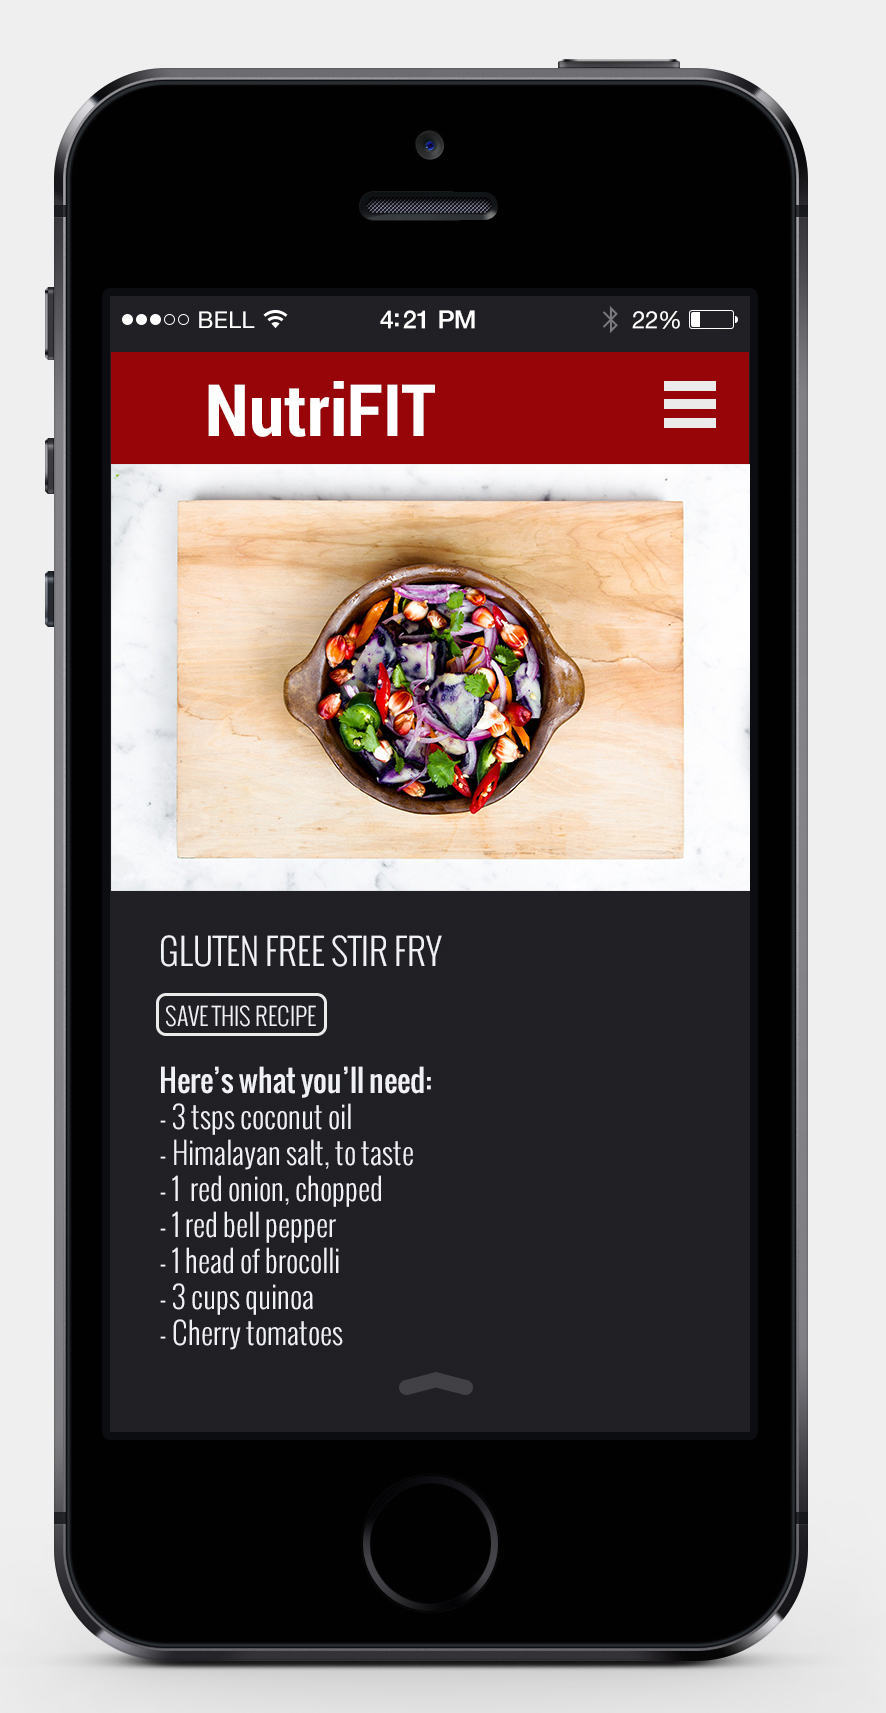 BELL 4:21 PM 22%
NutriFIT
GLUTEN FREE STIR FRY
SAVE THIS RECIPE
Here's what you'll need:
- 3 tsps coconut oil
- Himalayan salt, to taste
- 1 red onion, chopped
- 1 red bell pepper
- 1 head of brocolli
- 3 cups quinoa
- Cherry tomatoes